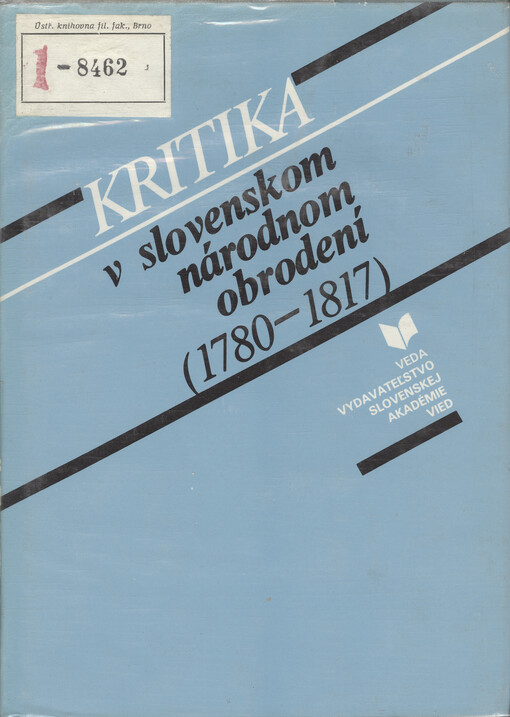 Ústř. knihovna fil. fak., Brno
1-8462
KRITIKA
v slovenskom
národnom
obrodení
(1780-1817)
VEDA
VYDAVATEĽSTVO
SLOVENSKEJ
AKADÉMIE
VIED